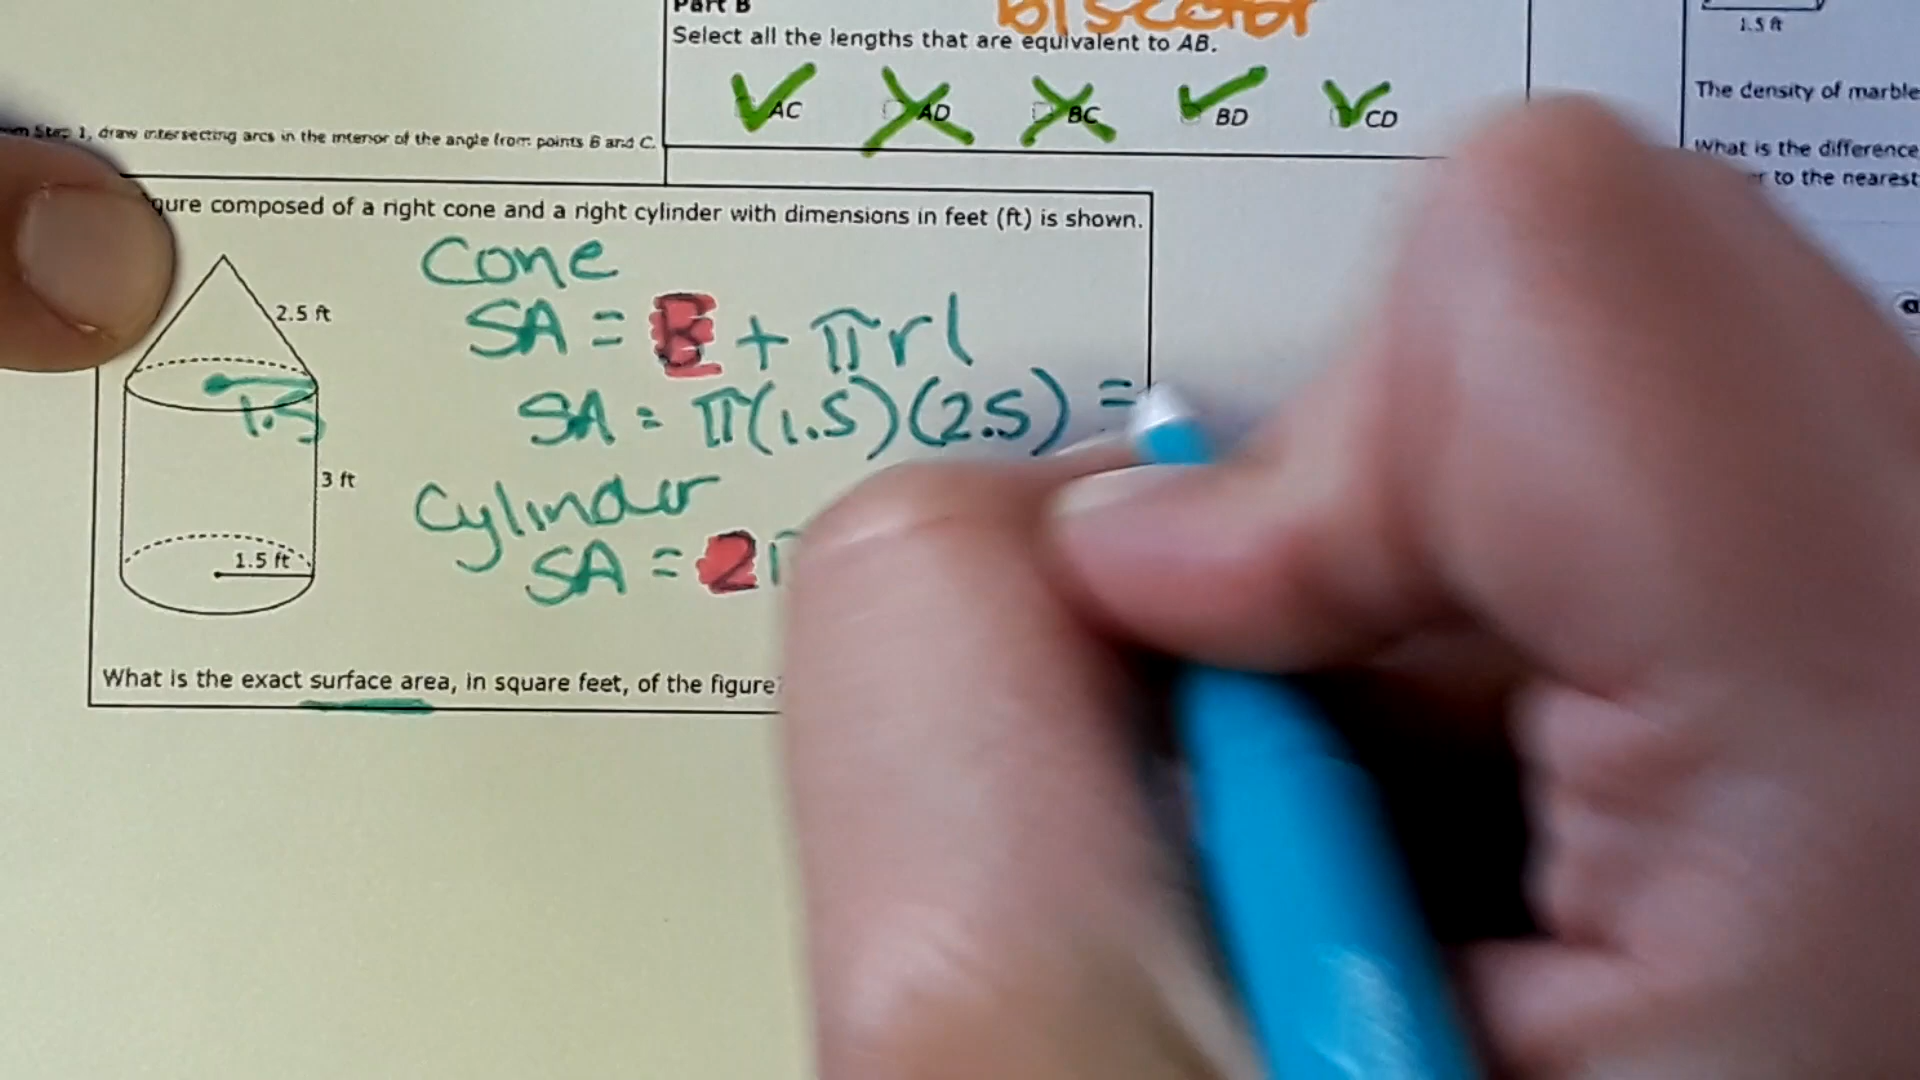 Part B
bisector
Select all the lengths that are equivalent to AB.
AC AD BC BD CD
1, draw intersecting arcs in the interior of the angle from points B and C.
1.5 ft
The density of marble
What is the difference
to the nearest
figure composed of a right cone and a right cylinder with dimensions in feet (ft) is shown.
2.5 ft
1.5
3 ft
1.5 ft
Cone
SA = B + πrl
SA = π(1.5)(2.5) =
Cylinder
SA = 2
What is the exact surface area, in square feet, of the figure